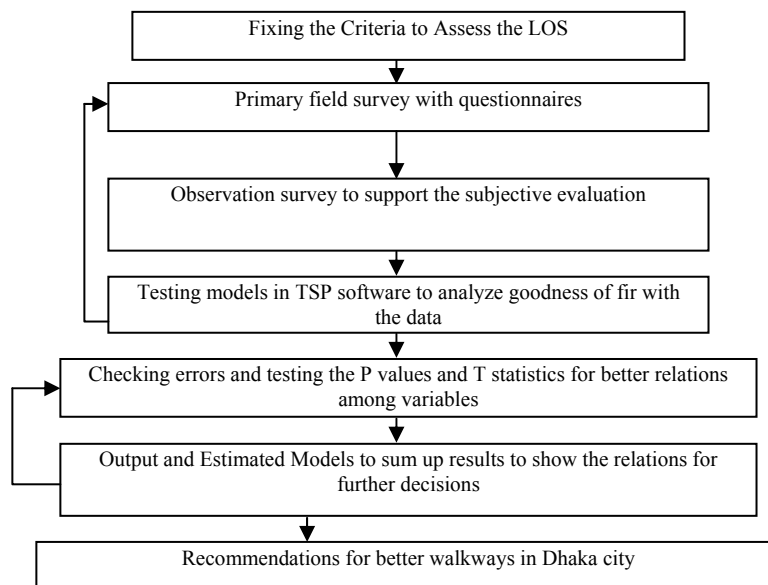 Fixing the Criteria to Assess the LOS
Primary field survey with questionnaires
Observation survey to support the subjective evaluation
Testing models in TSP software to analyze goodness of fir with
the data
Checking errors and testing the P values and T statistics for better relations
among variables
Output and Estimated Models to sum up results to show the relations for
further decisions
Recommendations for better walkways in Dhaka city